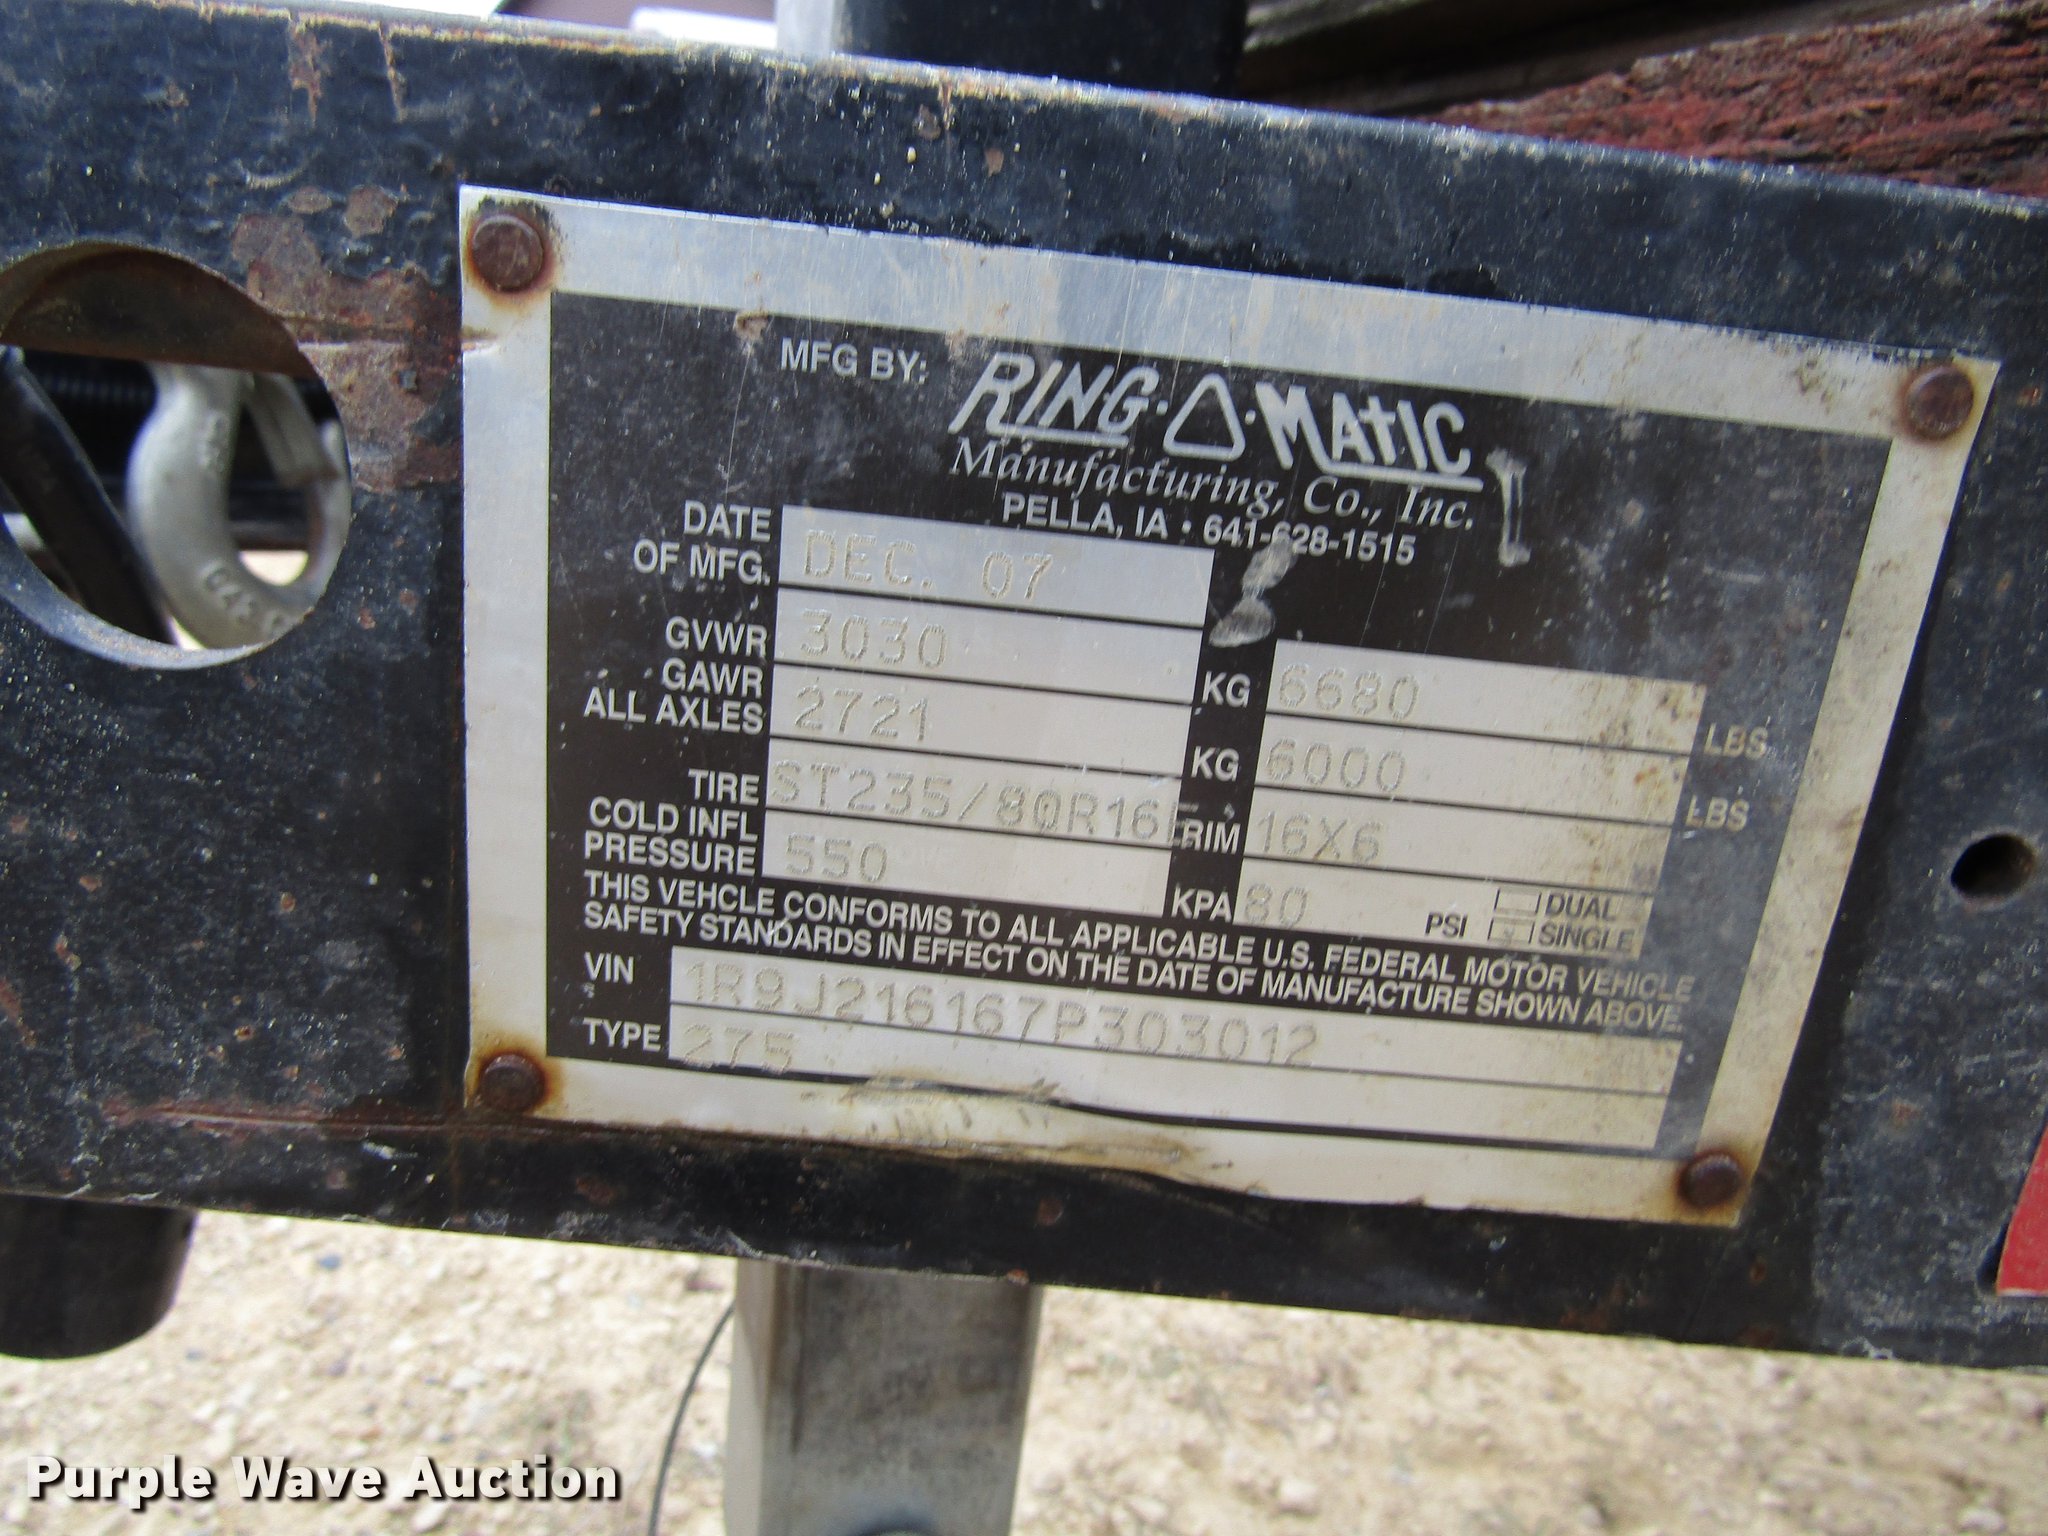 MFG BY: RING·O·MATIC
Manufacturing, Co., Inc.
PELLA, IA · 641-628-1515
DATE OF MFG. DEC. 07
GVWR 3030 KG 6680 LBS
GAWR ALL AXLES 2721 KG 6000 LBS
TIRE ST235/80R16E RIM 16X6
COLD INFL PRESSURE 550 KPA 80 PSI DUAL SINGLE
THIS VEHCLE CONFORMS TO ALL APPLICABLE U.S. FEDERAL MOTOR VEHICLE
SAFETY STANDARDS IN EFFECT ON THE DATE OF MANUFACTURE SHOWN ABOVE.
VIN 1R9J216167P303012
TYPE 275
Purple Wave Auction